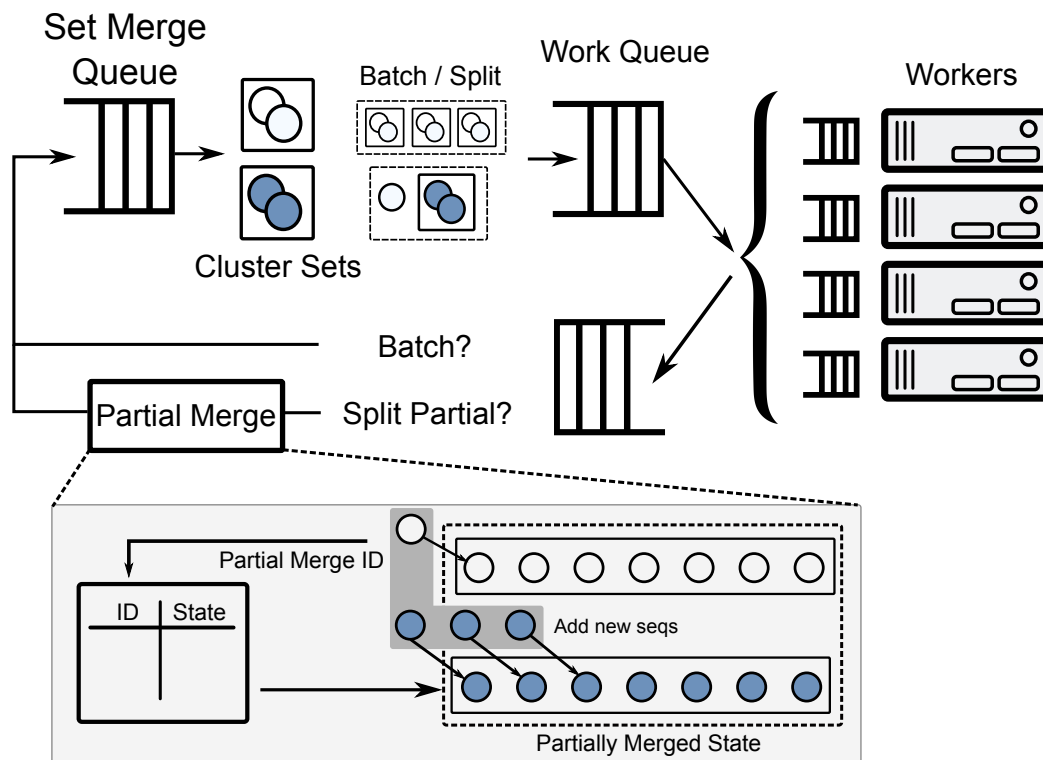 Set Merge
Queue
Batch / Split
Work Queue
Workers
Cluster Sets
Batch?
Partial Merge
Split Partial?
Partial Merge ID
ID
State
Add new seqs
Partially Merged State